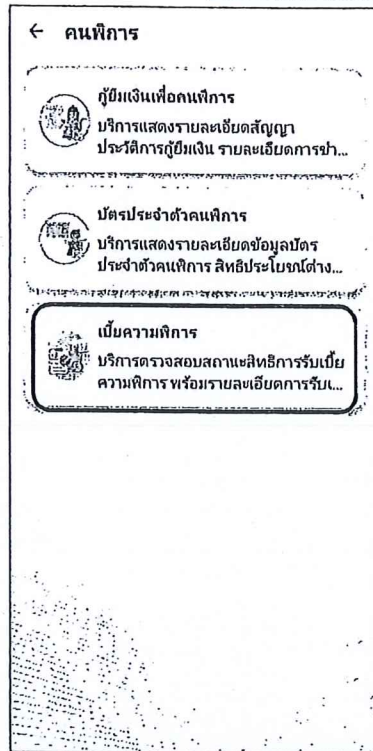 ← คนพิการ
กู้ยืมเงินเพื่อคนพิการ
บริการแสดงรายละเอียดสัญญา
ประวัติการกู้ยืมเงิน รายละเอียดการชำ...
บัตรประจำตัวคนพิการ
บริการแสดงรายละเอียดข้อมูลบัตร
ประจำตัวคนพิการ สิทธิประโยชน์ต่าง...
เบี้ยความพิการ
บริการตรวจสอบสถานะสิทธิการรับเบี้ย
ความพิการ พร้อมรายละเอียดการรับเ...